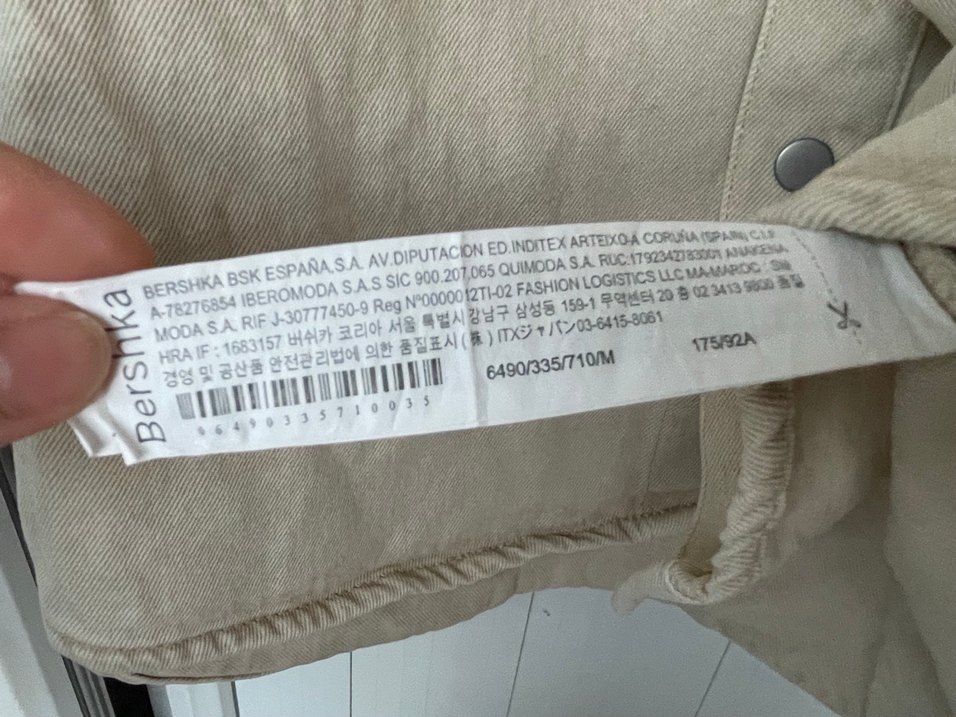 Bershka
BERSHKA BSK ESPAÑA, S.A. AV.DIPUTACION ED.INDITEX ARTEIXO-A CORUÑA (SPAIN) C.I.F.
A-78276854 IBEROMODA S.A.S SIC 900.207.065 QUIMODA S.A. RUC:1792342783001 ANAKENA
MODA S.A. RIF J-30777450-9 Reg Nº0000012TI-02 FASHION LOGISTICS LLC MA-MAROC: SNI
HRA IF : 1683157 버쉬카 코리아 서울 특별시 강남구 삼성동 159-1 무역센터 20 층 02 3413 9800 품질
경영 및 공산품 안전관리법에 의한 품질표시 ( 株 ) ITXジャパン03-6415-8061
6490/335/710/M
175/92A
06490335710035